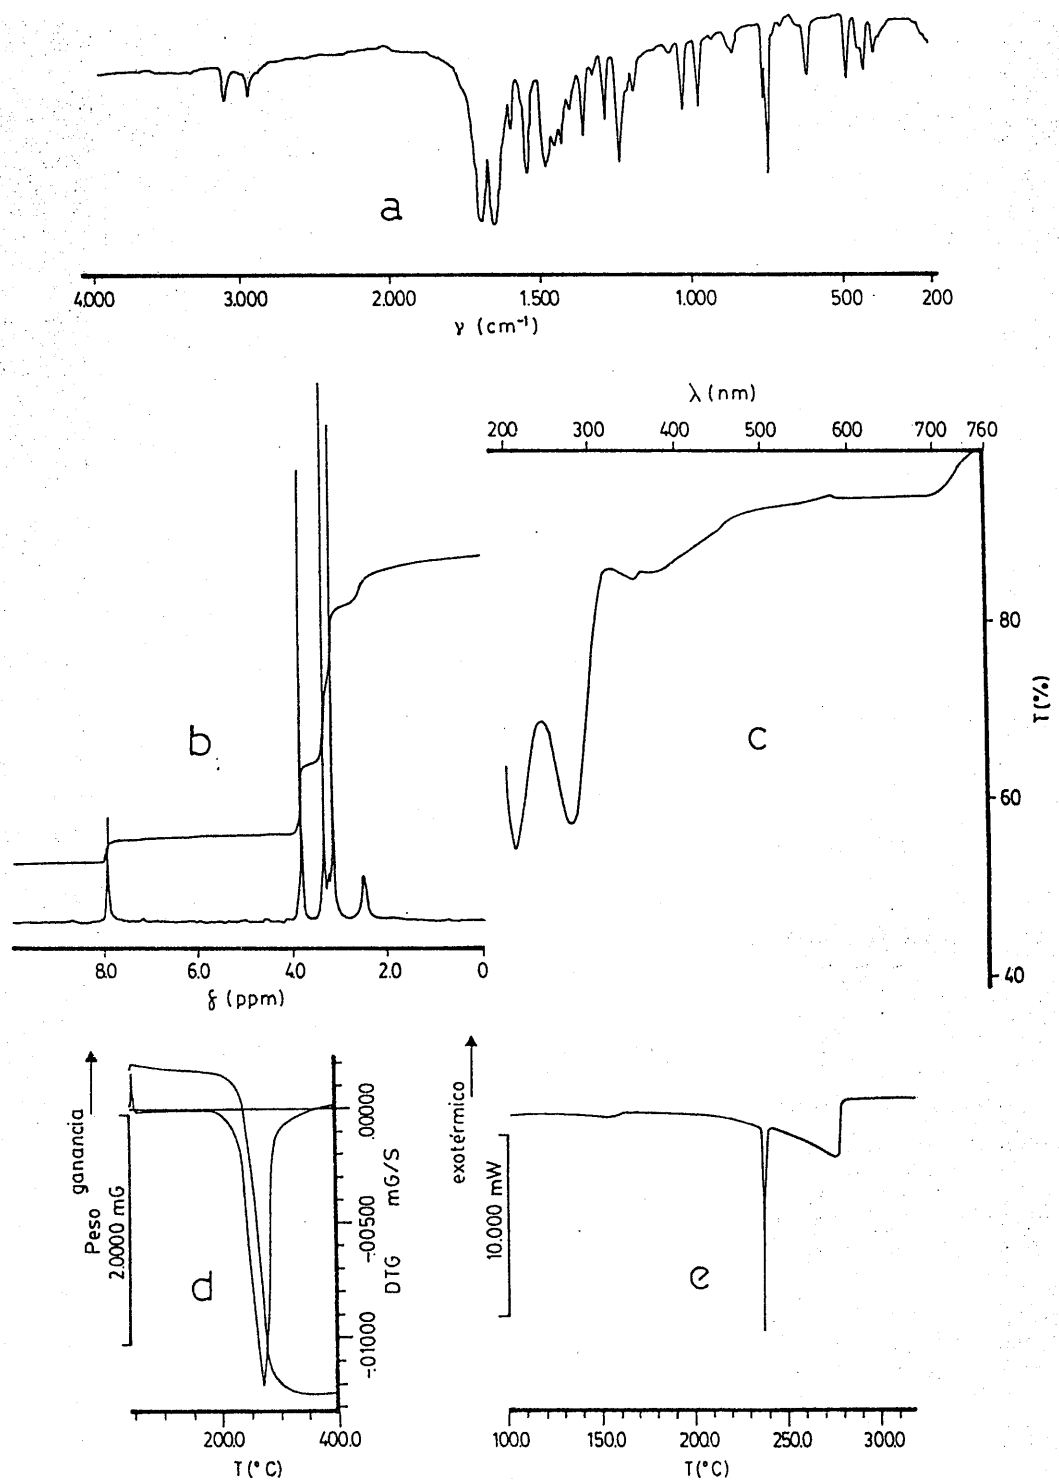 a
4.000 3.000 2.000 1.500 1.000 500 200
γ (cm⁻¹)
λ (nm)
200 300 400 500 600 700 760
b
c
80
60
40
T(%)
8.0 6.0 4.0 2.0 0
δ (ppm)
Peso ganancia
2.0000 mG
d
.00000
-.00500
-.01000
DTG mG/S
200.0 400.0
T(°C)
exotérmico
10.000 mW
e
100.0 150.0 200.0 250.0 300.0
T(°C)